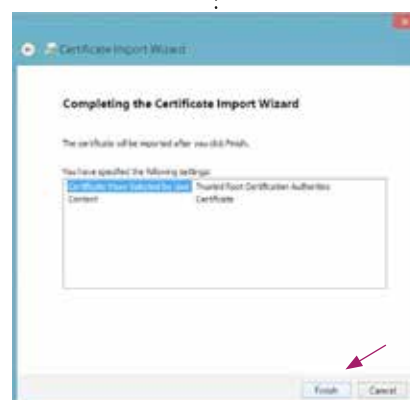 Certificate Import Wizard
Completing the Certificate Import Wizard
The certificate will be imported after you click Finish.
You have specified the following settings:
Certificate Store Selected by User Trusted Root Certification Authorities
Content Certificate
Finish Cancel